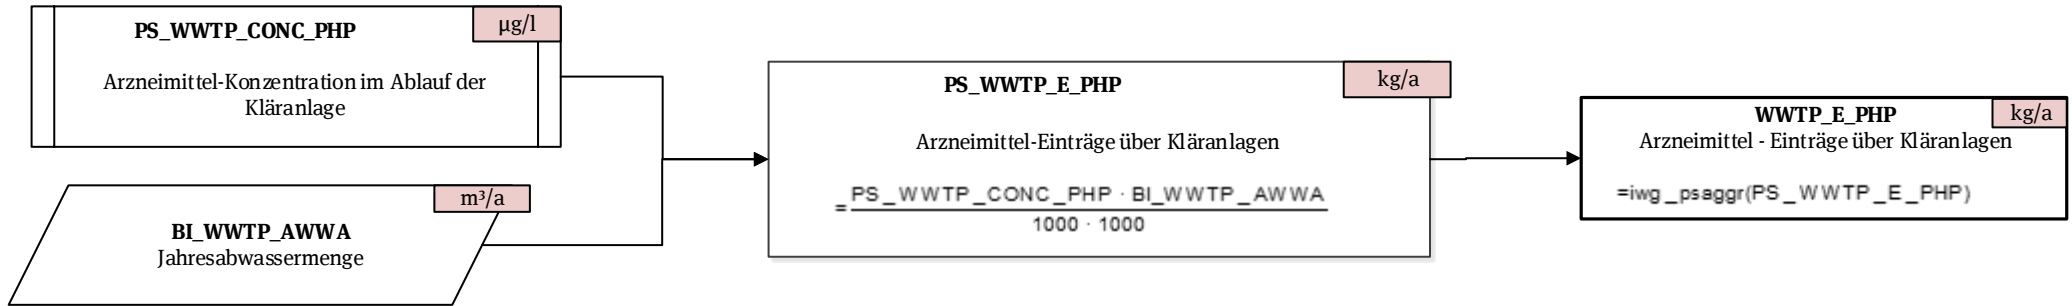 PS_WWTP_CONC_PHP
µg/l
Arzneimittel-Konzentration im Ablauf der
Kläranlage
BI_WWTP_AWWA
m³/a
Jahresabwassermenge
PS_WWTP_E_PHP
kg/a
Arzneimittel-Einträge über Kläranlagen
=PS_WWTP_CONC_PHP · BI_WWTP_AWWA
1000 · 1000
WWTP_E_PHP
kg/a
Arzneimittel - Einträge über Kläranlagen
=iwg_psaggr(PS_WWTP_E_PHP)